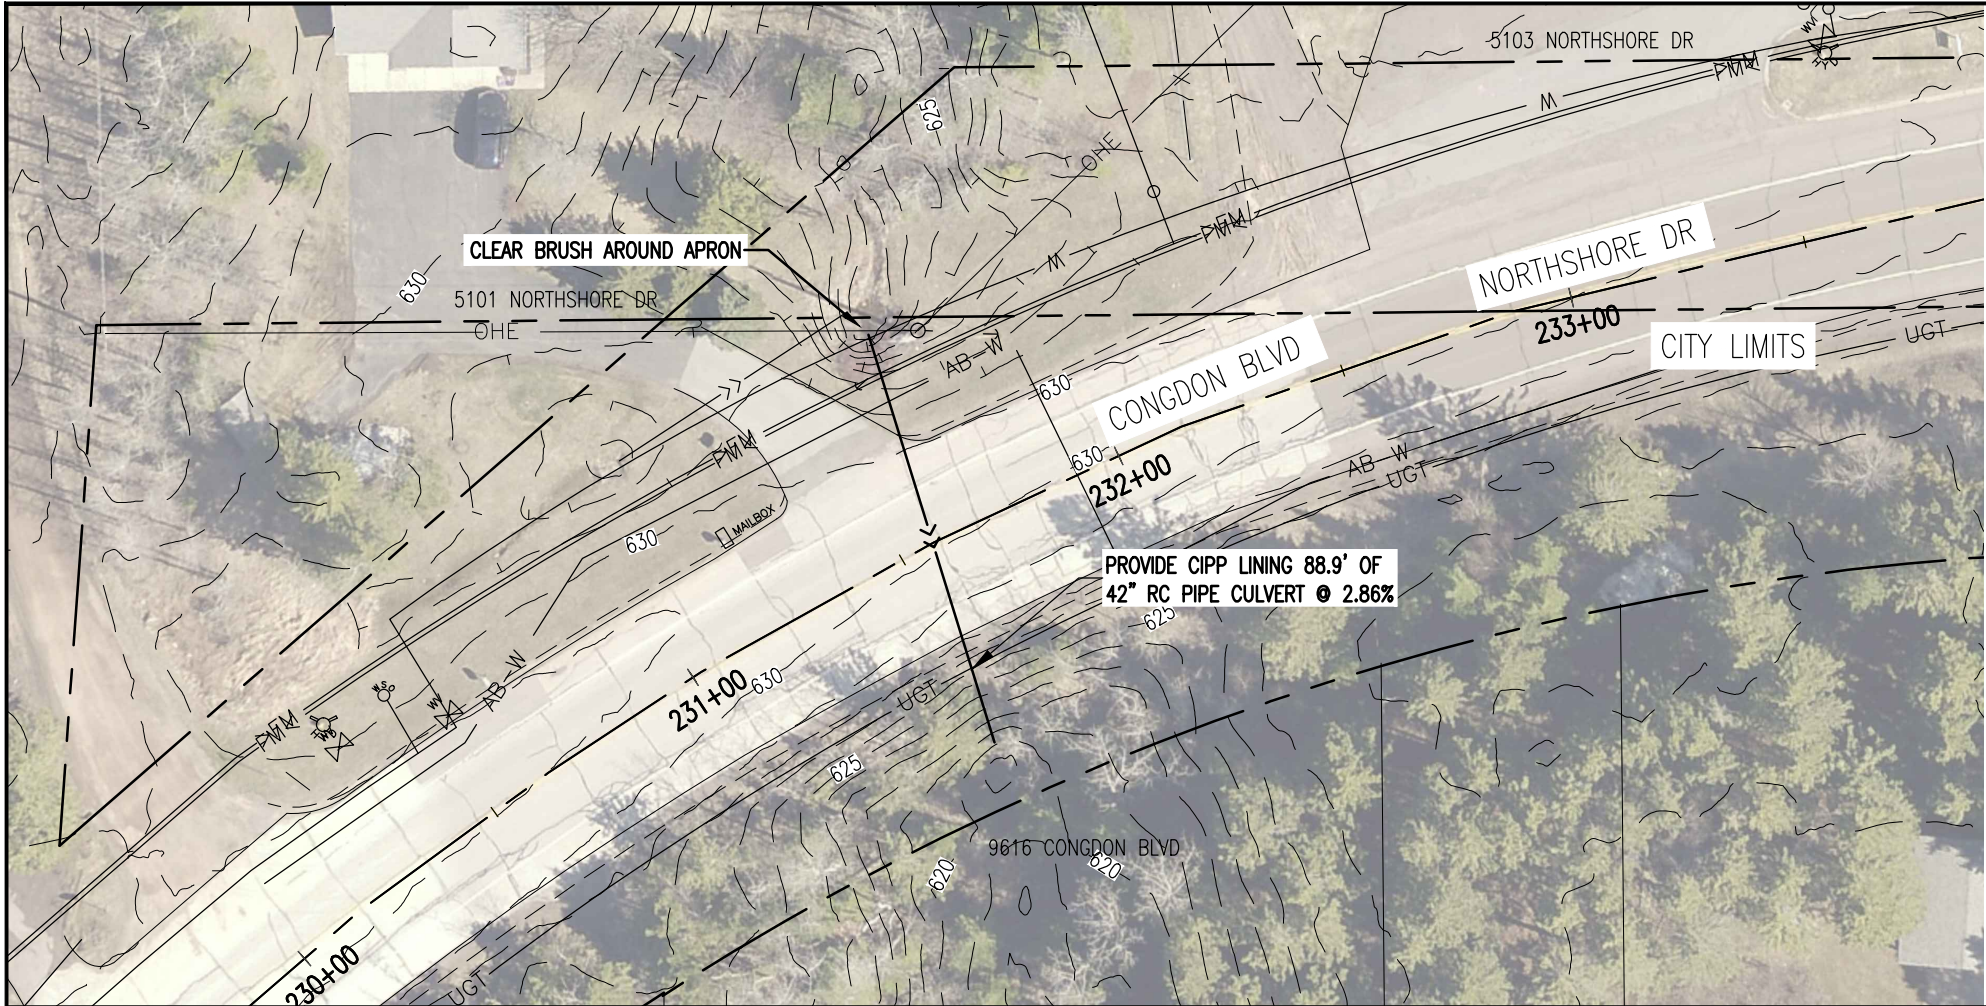 5103 NORTHSHORE DR
W
625
OHE
W
CLEAR BRUSH AROUND APRON
NORTHSHORE DR
630
5101 NORTHSHORE DR
OHE
233+00
CITY LIMITS
UGT
AB W
630
CONGDON BLVD
630
232+00
AB W
UGT
MAILBOX
630
PROVIDE CIPP LINING 88.9' OF
42" RC PIPE CULVERT @ 2.86%
625
AB W
WS
WV
231+00
630
UGT
625
9616 CONGDON BLVD
620
620
230+00
UGT